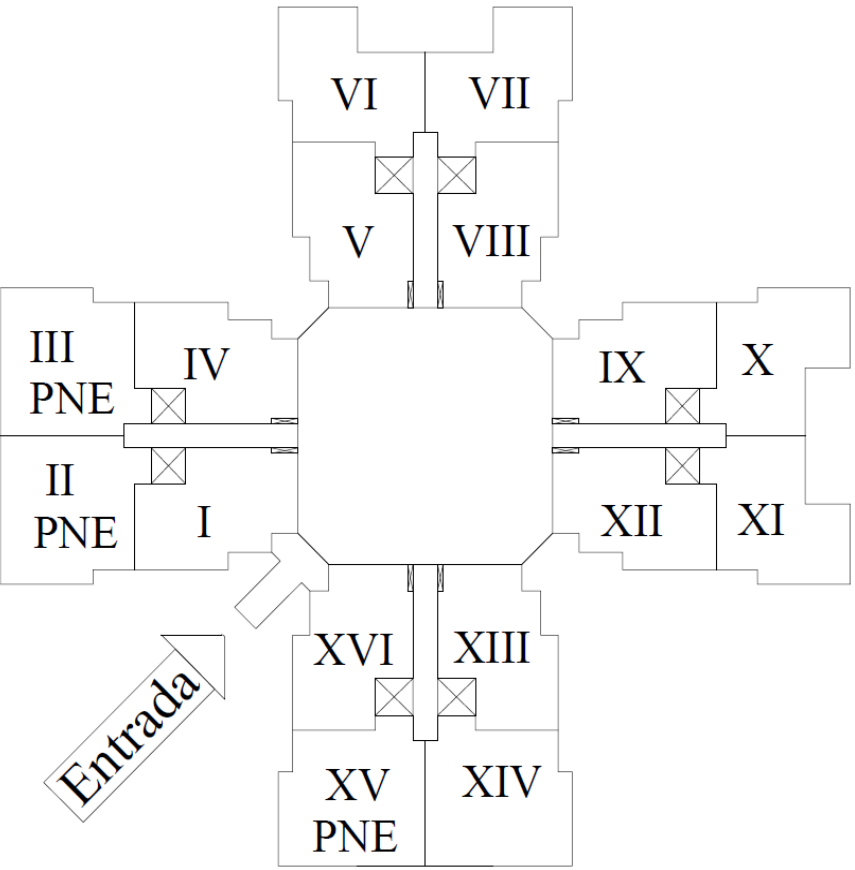 VI
VII
V
VIII
III
PNE
IV
IX
X
II
PNE
I
XII
XI
XVI
XIII
Entrada
XV
PNE
XIV